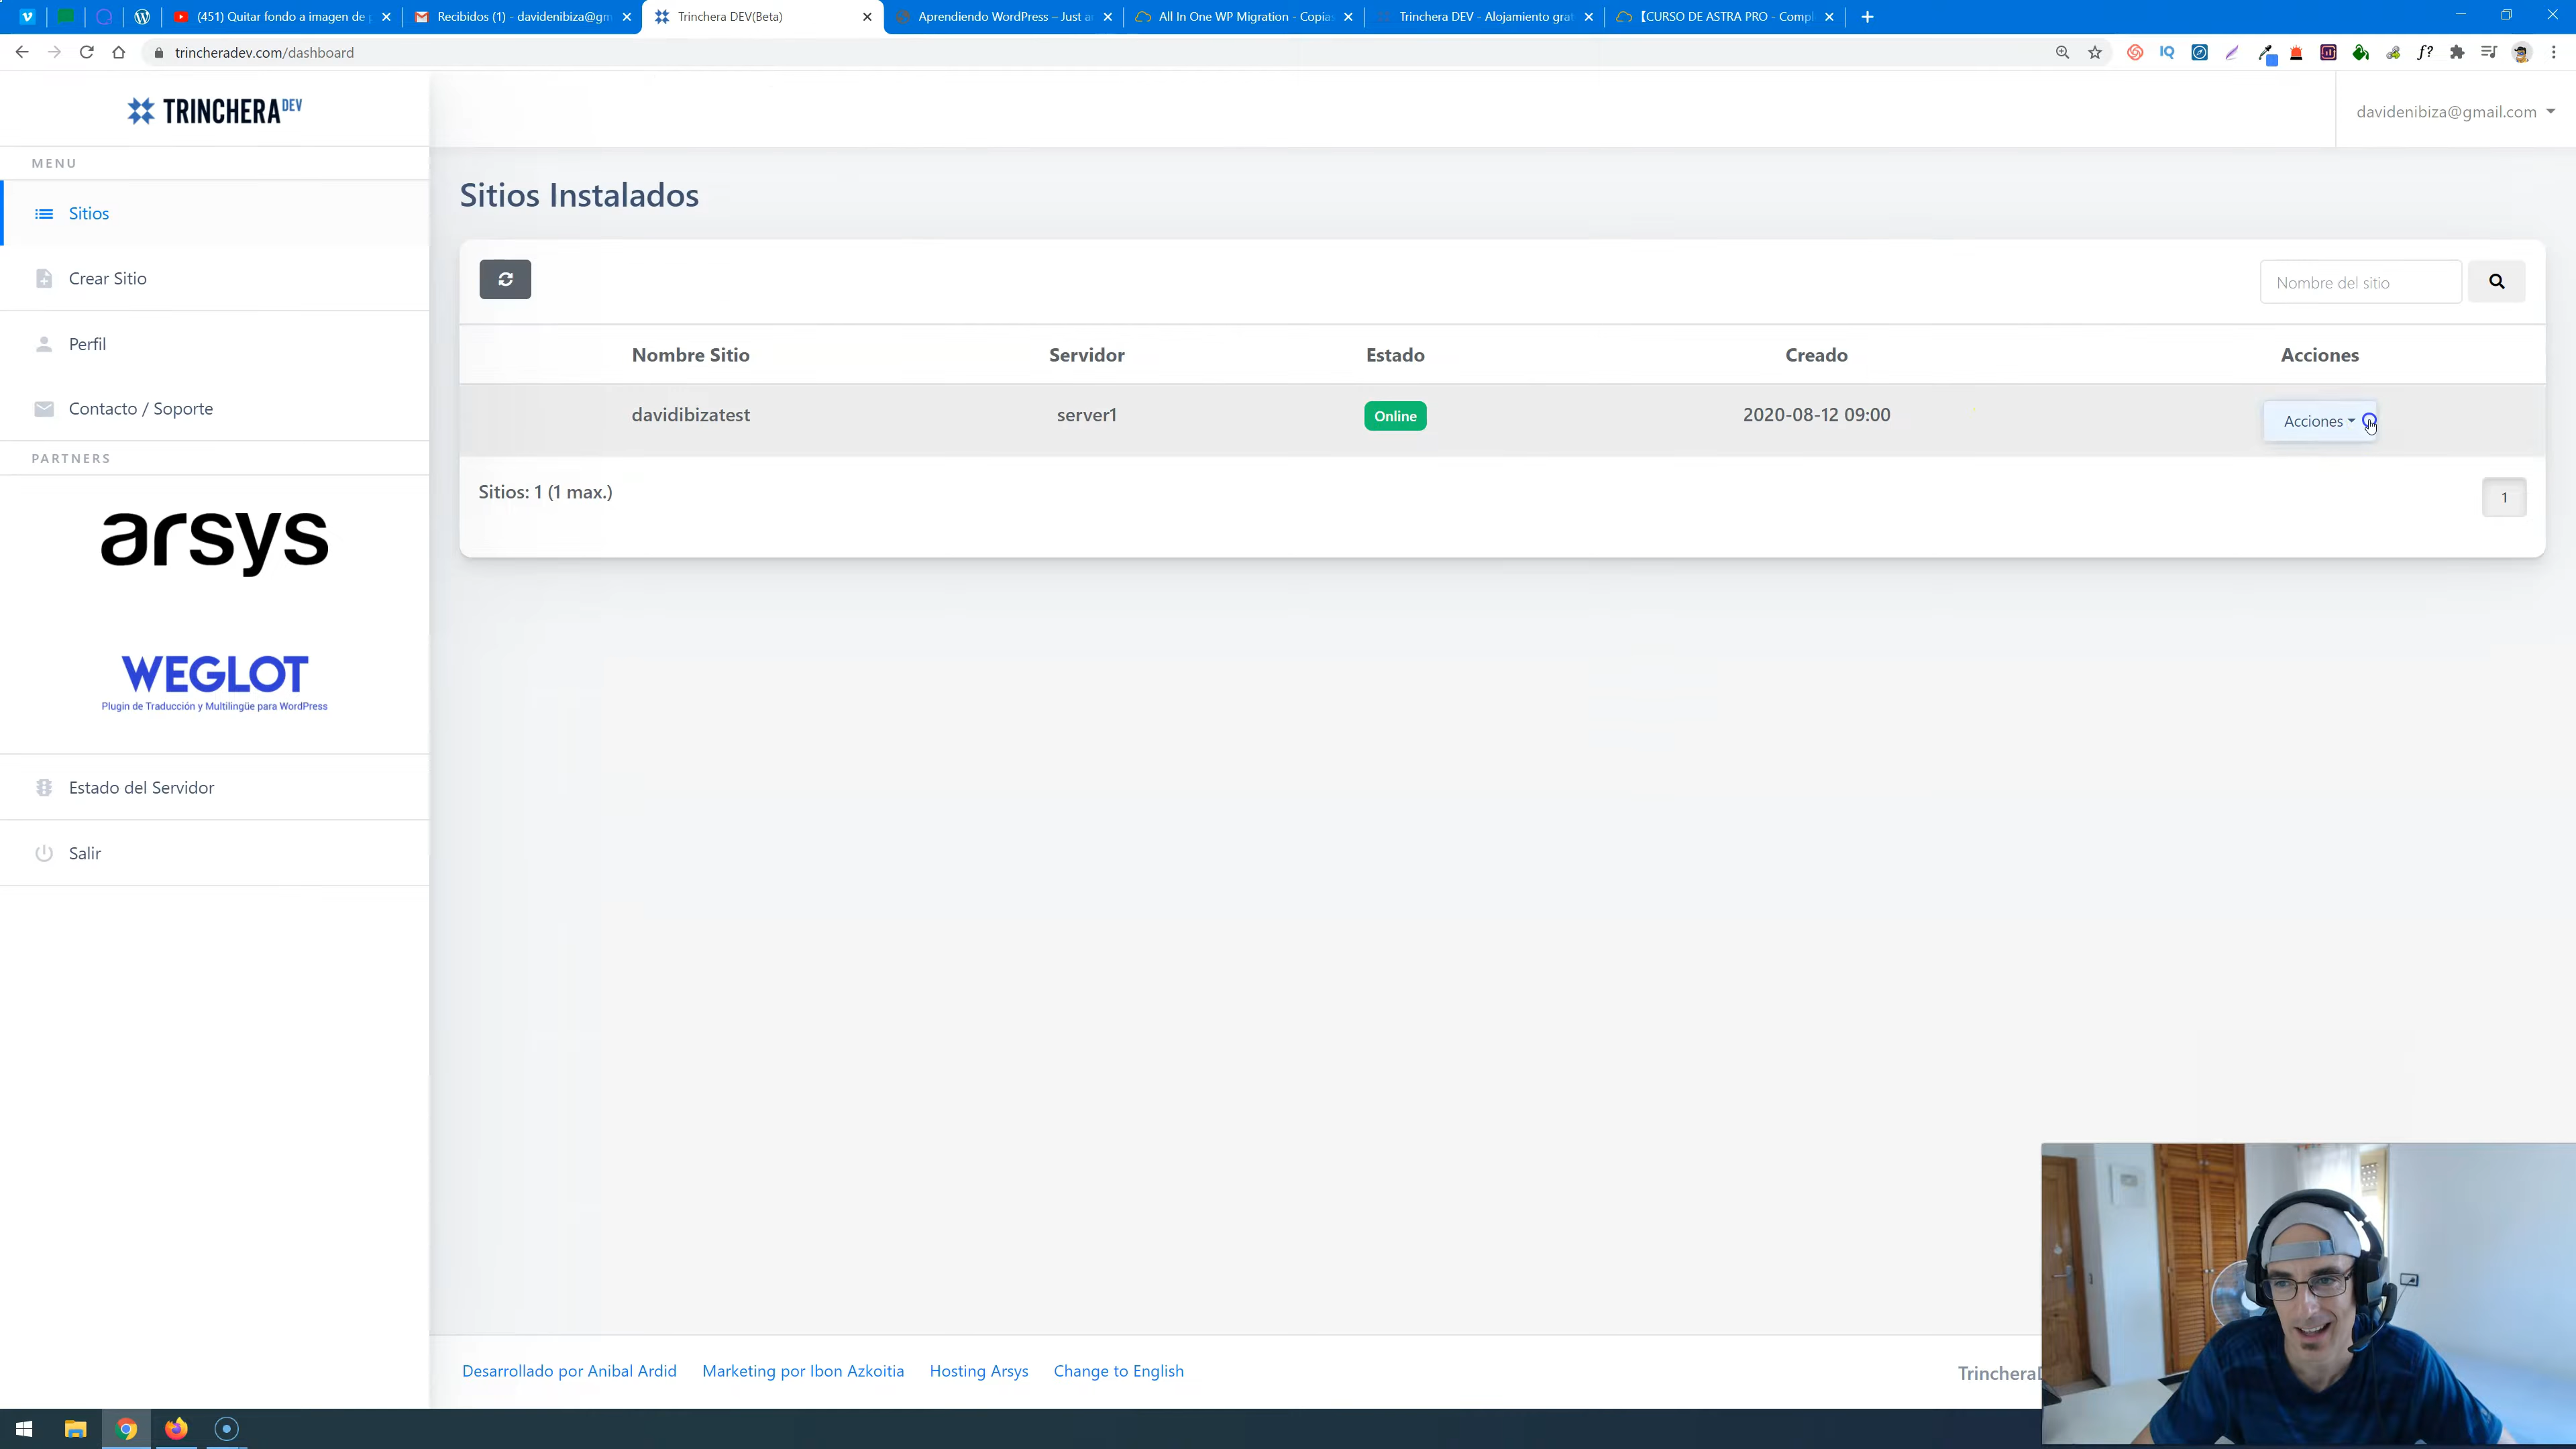 (451) Quitar fondo a imagen de
Recibidos (1) - davidenibiza@gm
Trinchera DEV(Beta)
Aprendiendo WordPress – Just a
All In One WP Migration - Copia
Trinchera DEV - Alojamiento grat
【CURSO DE ASTRA PRO - Compl
trincheradev.com/dashboard
TRINCHERA DEV
davidenibiza@gmail.com
MENU
Sitios
Crear Sitio
Perfil
Contacto / Soporte
PARTNERS
arsys
WEGLOT
Plugin de Traducción y Multilingüe para WordPress
Estado del Servidor
Salir
Sitios Instalados
Nombre del sitio
Nombre Sitio Servidor Estado Creado Acciones
davidibizatest server1 Online 2020-08-12 09:00 Acciones
Sitios: 1 (1 max.)
1
Desarrollado por Anibal Ardid Marketing por Ibon Azkoitia Hosting Arsys Change to English